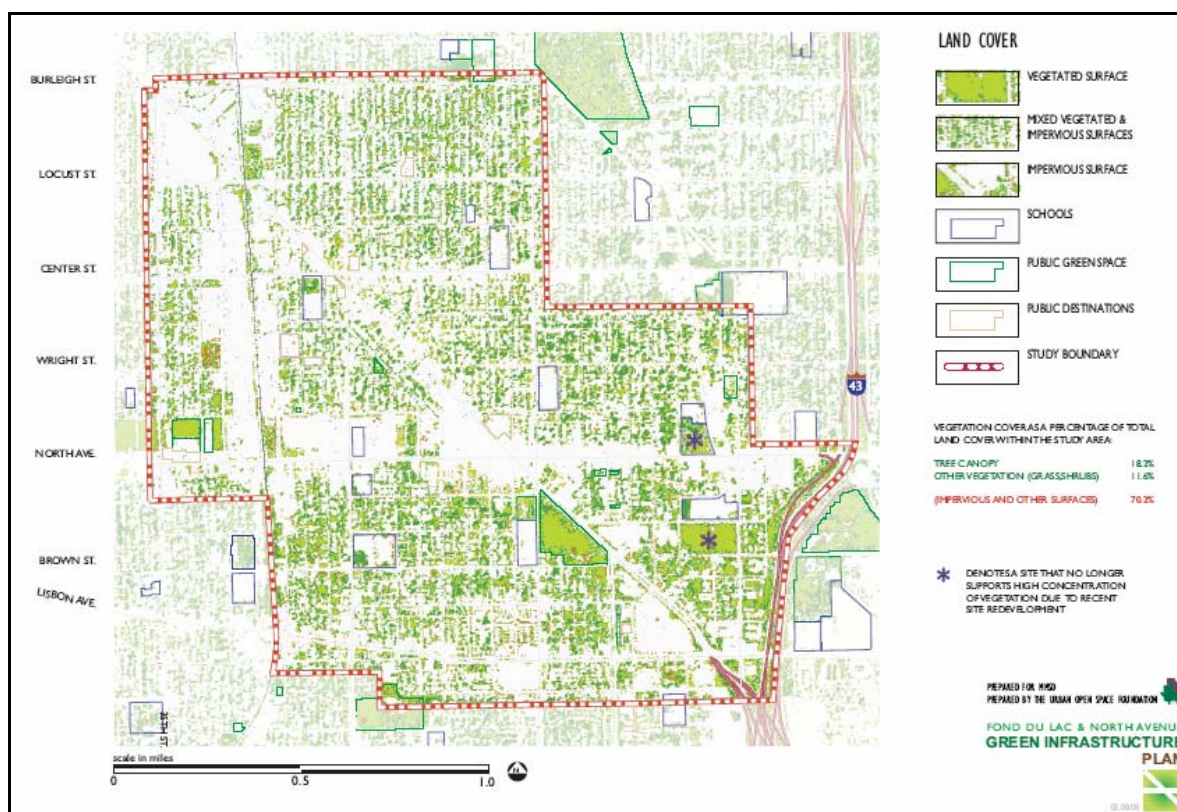 LAND COVER
BURLEIGH ST.
LOCUST ST.
CENTER ST.
WRIGHT ST.
NORTH AVE.
BROWN ST.
LISBON AVE.
35TH ST.
43
VEGETATED SURFACE
MIXED VEGETATED &
IMPERVIOUS SURFACES
IMPERVIOUS SURFACE
SCHOOLS
PUBLIC GREEN SPACE
PUBLIC DESTINATIONS
STUDY BOUNDARY
VEGETATION COVER AS A PERCENTAGE OF TOTAL
LAND COVER WITHIN THE STUDY AREA:
TREE CANOPY 18.2%
OTHER VEGETATION (GRASS,SHRUBS) 11.6%
(IMPERVIOUS AND OTHER SURFACES) 70.2%
* DENOTES A SITE THAT NO LONGER
SUPPORTS HIGH CONCENTRATION
OF VEGETATION DUE TO RECENT
SITE REDEVELOPMENT
scale in miles
0 0.5 1.0
N
PREPARED FOR MMSD
PREPARED BY THE URBAN OPEN SPACE FOUNDATION
FOND DU LAC & NORTH AVENUE
GREEN INFRASTRUCTURE
PLAN